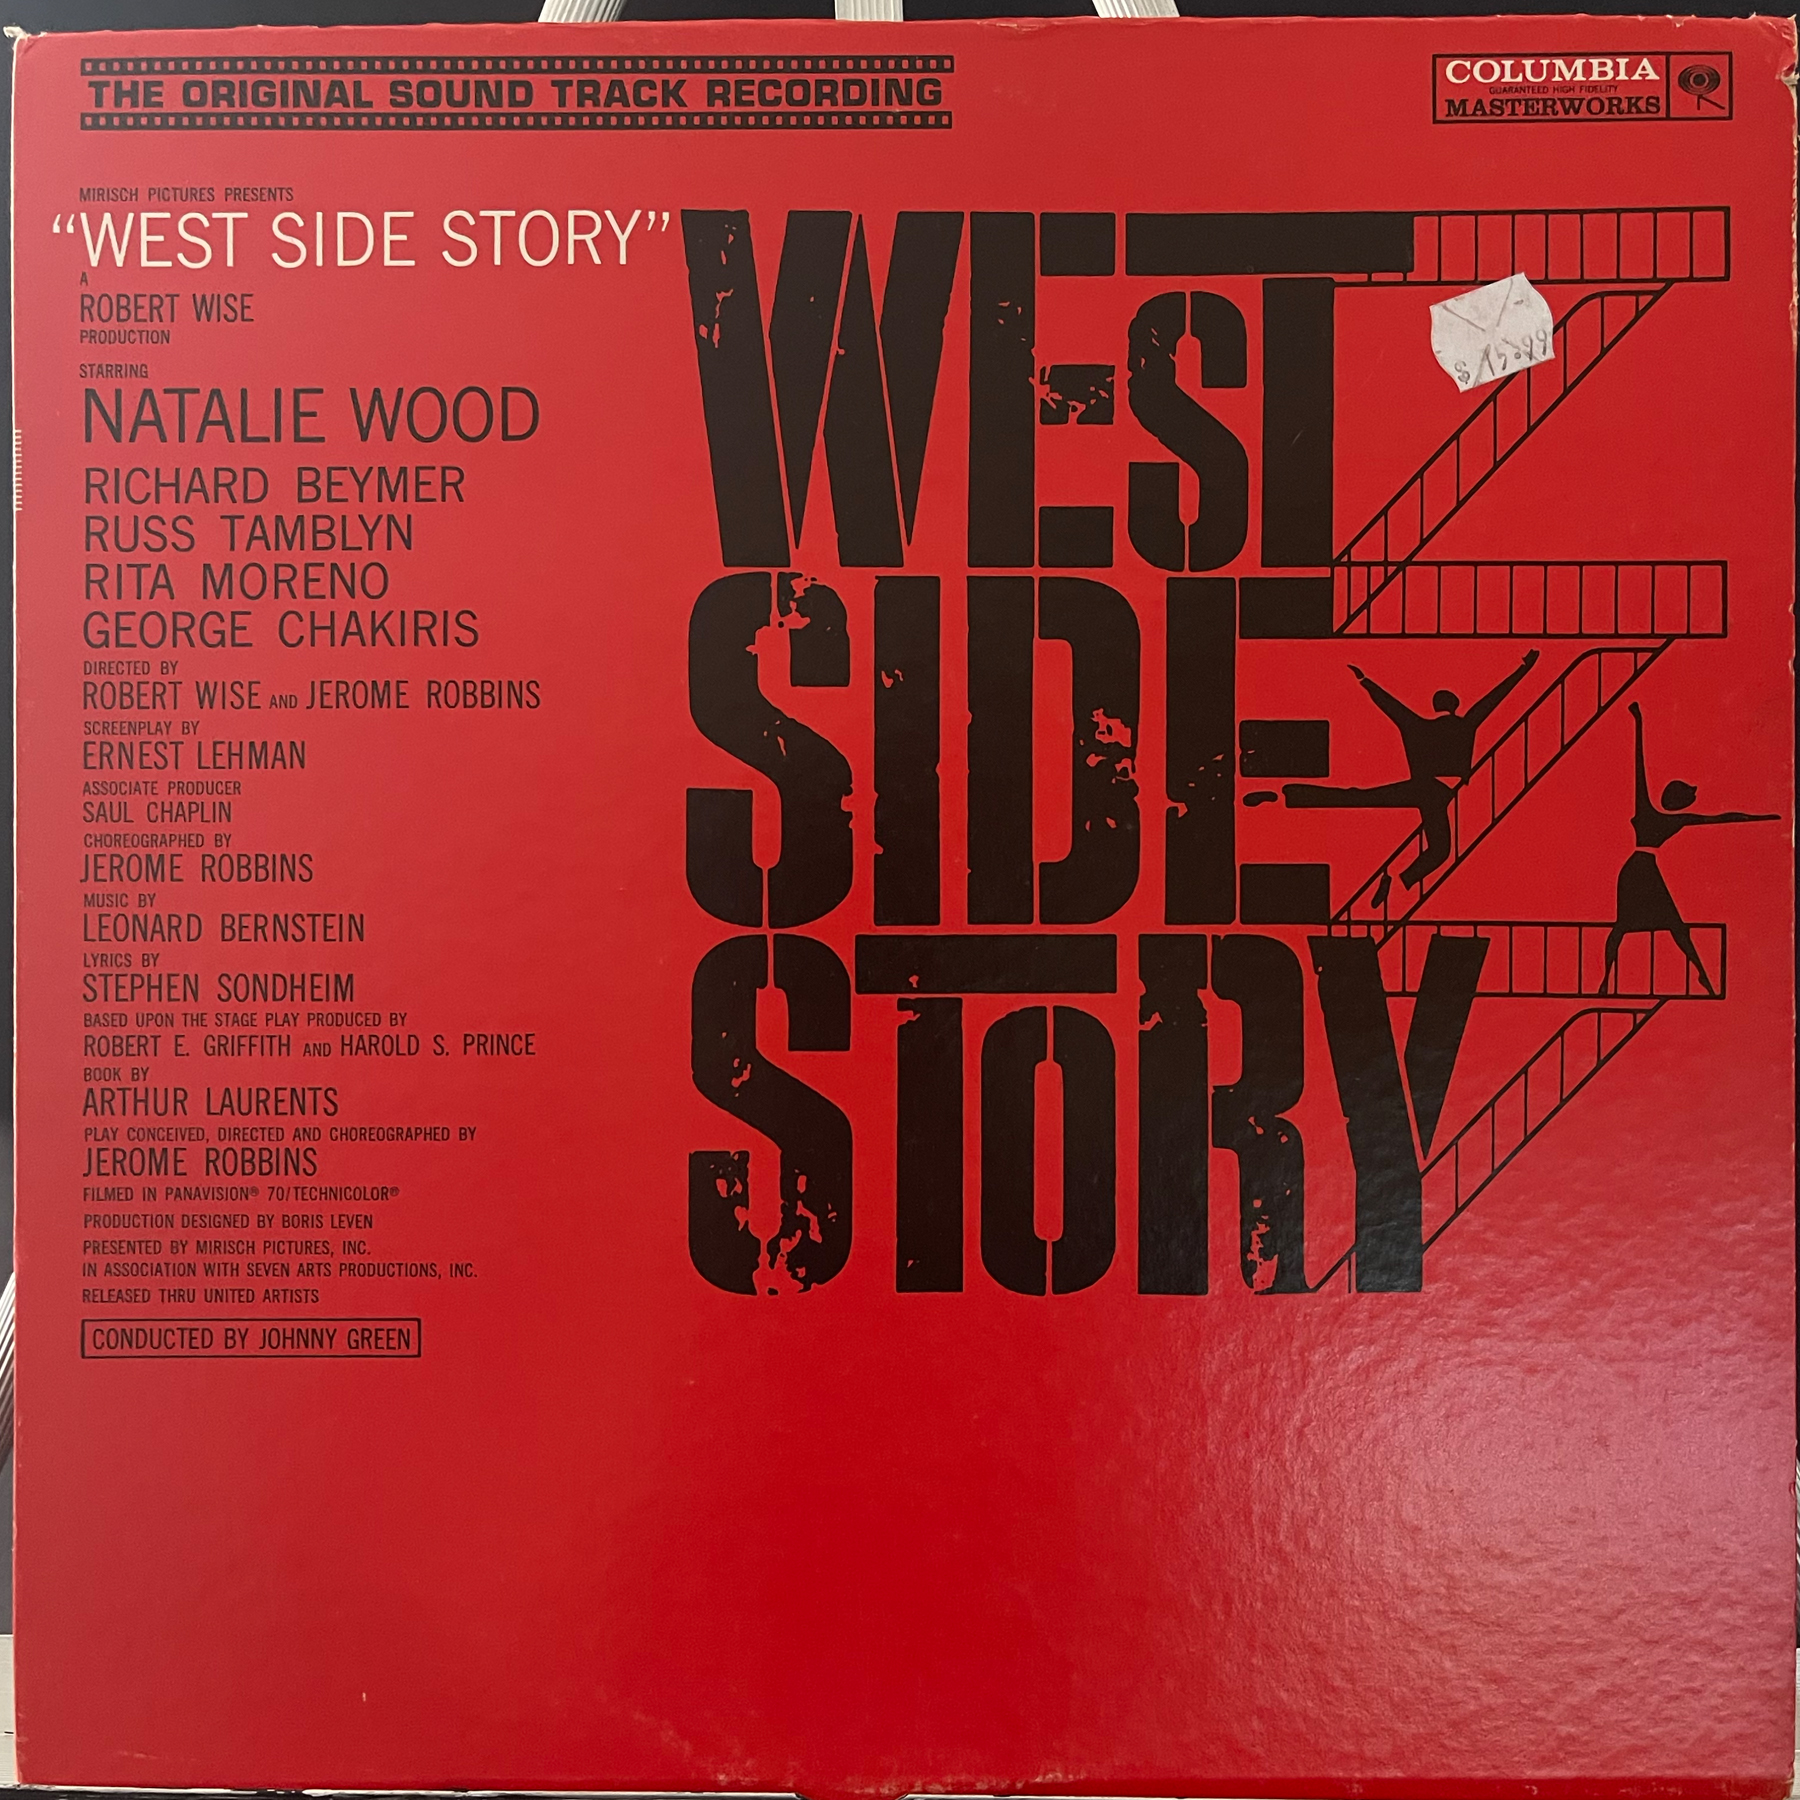 THE ORIGINAL SOUND TRACK RECORDING
COLUMBIA
GUARANTEED HIGH FIDELITY
MASTERWORKS
MIRISCH PICTURES PRESENTS
"WEST SIDE STORY"
A
ROBERT WISE
PRODUCTION
STARRING
NATALIE WOOD
RICHARD BEYMER
RUSS TAMBLYN
RITA MORENO
GEORGE CHAKIRIS
DIRECTED BY
ROBERT WISE AND JEROME ROBBINS
SCREENPLAY BY
ERNEST LEHMAN
ASSOCIATE PRODUCER
SAUL CHAPLIN
CHOREOGRAPHED BY
JEROME ROBBINS
MUSIC BY
LEONARD BERNSTEIN
LYRICS BY
STEPHEN SONDHEIM
BASED UPON THE STAGE PLAY PRODUCED BY
ROBERT E. GRIFFITH AND HAROLD S. PRINCE
BOOK BY
ARTHUR LAURENTS
PLAY CONCEIVED, DIRECTED AND CHOREOGRAPHED BY
JEROME ROBBINS
FILMED IN PANAVISION® 70/TECHNICOLOR®
PRODUCTION DESIGNED BY BORIS LEVEN
PRESENTED BY MIRISCH PICTURES, INC.
IN ASSOCIATION WITH SEVEN ARTS PRODUCTIONS, INC.
RELEASED THRU UNITED ARTISTS
CONDUCTED BY JOHNNY GREEN
WEST
SIDE
STORY
$15.99